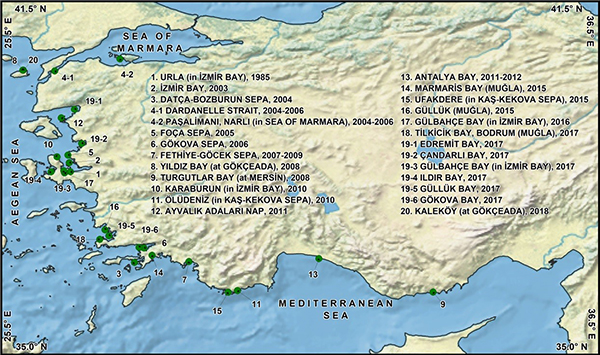 41.5° N
41.5° N
25.5° E
36.5° E
SEA OF
MARMARA
8
20
4-1
4-2
19-1
12
10
19-2
5
2
19-4
19-3
1
17
AEGEAN SEA
16
19-5
18
19-6
6
3
14
7
15
11
13
9
MEDITERRANEAN
SEA
1. URLA (in İZMİR BAY), 1985
2. İZMİR BAY, 2003
3. DATÇA-BOZBURUN SEPA, 2004
4-1 DARDANELLE STRAIT, 2004-2006
4-2 PAŞALİMANI, NARLI (in SEA OF MARMARA), 2004-2006
5. FOÇA SEPA, 2005
6. GÖKOVA SEPA, 2006
7. FETHİYE-GÖCEK SEPA, 2007-2009
8. YILDIZ BAY (at GÖKÇEADA), 2008
9. TURGUTLAR BAY (at MERSİN), 2008
10. KARABURUN (in İZMİR BAY), 2010
11. ÖLÜDENİZ (in KAŞ-KEKOVA SEPA), 2010
12. AYVALIK ADALARI NAP, 2011
13. ANTALYA BAY, 2011-2012
14. MARMARİS BAY (MUĞLA), 2015
15. UFAKDERE (in KAŞ-KEKOVA SEPA), 2015
16. GÜLLÜK (MUĞLA), 2015
17. GÜLBAHÇE BAY (in İZMİR BAY), 2016
18. TİLKİCİK BAY, BODRUM (MUĞLA), 2017
19-1 EDREMİT BAY, 2017
19-2 ÇANDARLI BAY, 2017
19-3 GÜLBAHÇE BAY (in İZMİR BAY), 2017
19-4 ILDIR BAY, 2017
19-5 GÜLLÜK BAY, 2017
19-6 GÖKOVA BAY, 2017
20. KALEKÖY (at GÖKÇEADA), 2018
25.5° E
36.5° E
35.0° N
35.0° N